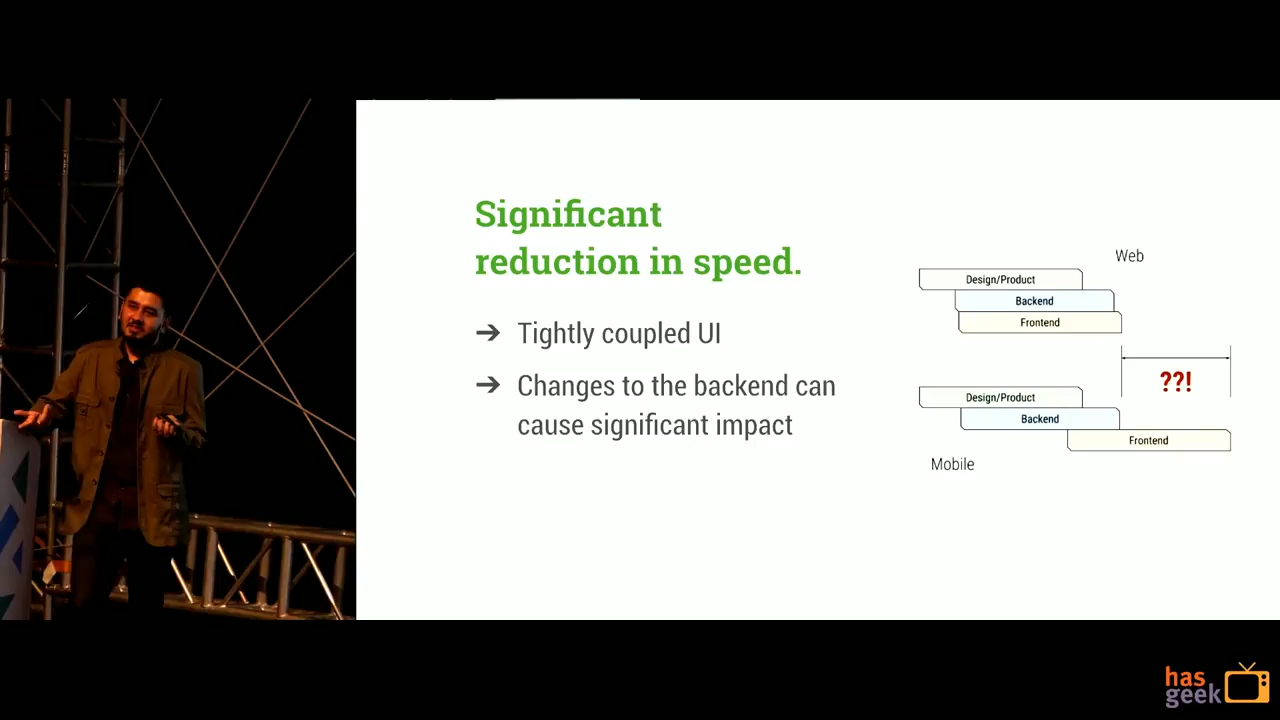 Significant
reduction in speed.
➔ Tightly coupled UI
➔ Changes to the backend can
cause significant impact
Web
Design/Product
Backend
Frontend
??!
Design/Product
Backend
Frontend
Mobile
has
geek